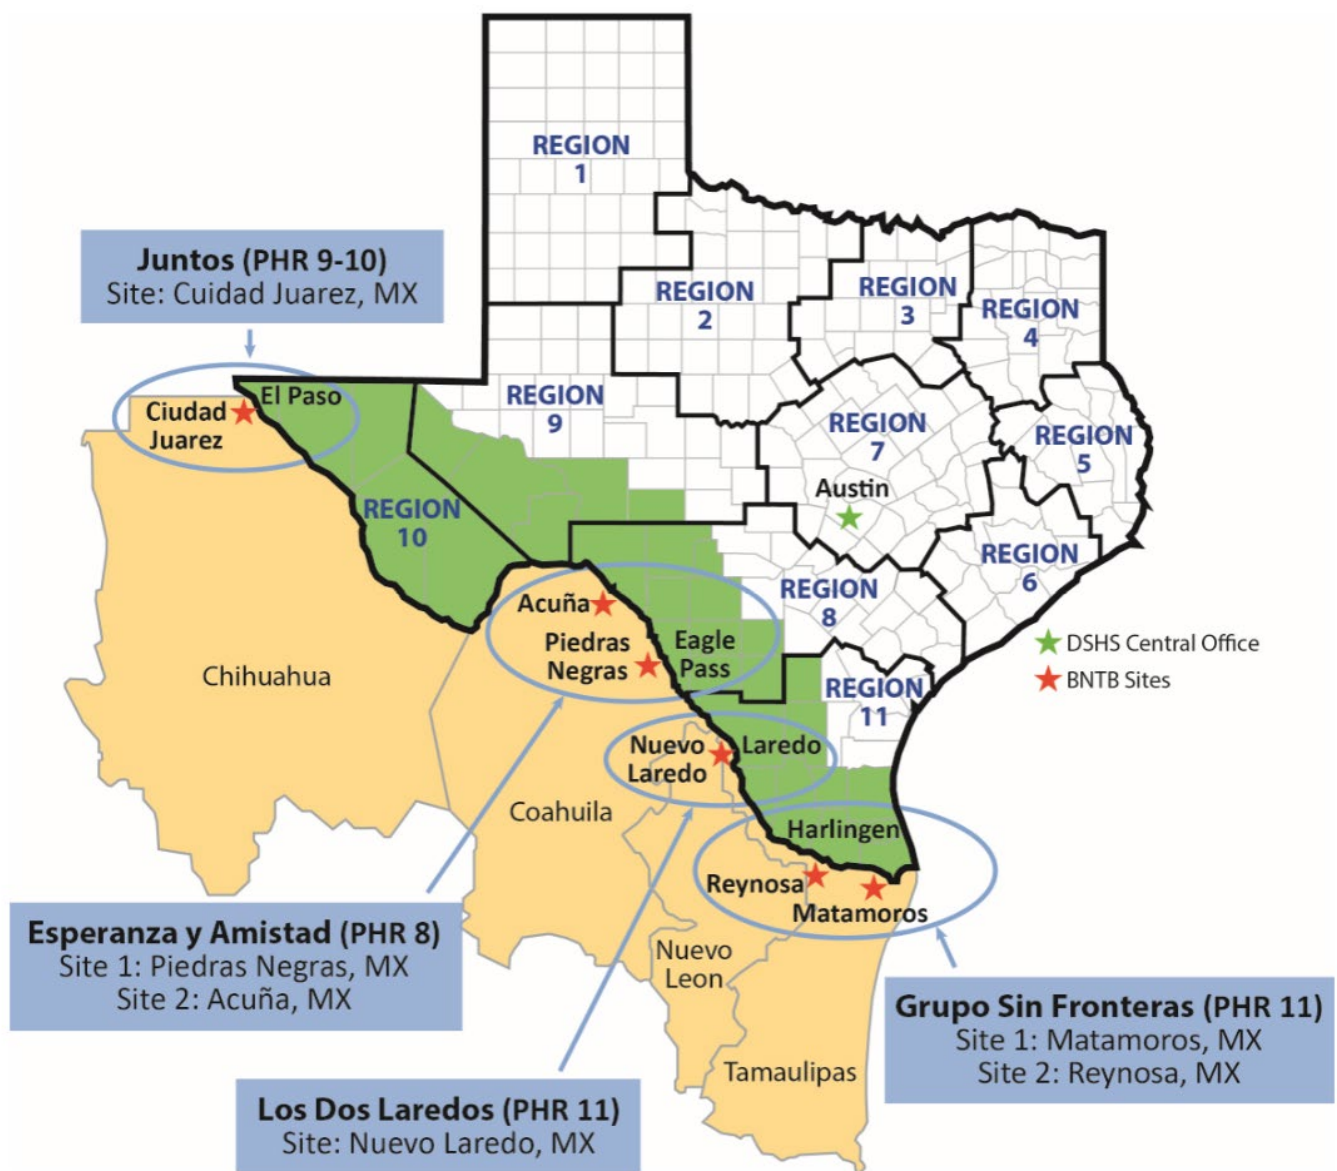 REGION
1
Juntos (PHR 9-10)
Site: Cuidad Juarez, MX
REGION
2
REGION
3
REGION
4
El Paso
Ciudad
Juarez
REGION
9
REGION
7
REGION
5
Austin
REGION
10
REGION
6
REGION
8
Acuña
Piedras
Negras
Eagle
Pass
DSHS Central Office
BNTB Sites
Chihuahua
REGION
11
Nuevo
Laredo
Laredo
Coahuila
Harlingen
Reynosa
Matamoros
Esperanza y Amistad (PHR 8)
Site 1: Piedras Negras, MX
Site 2: Acuña, MX
Nuevo
Leon
Grupo Sin Fronteras (PHR 11)
Site 1: Matamoros, MX
Site 2: Reynosa, MX
Tamaulipas
Los Dos Laredos (PHR 11)
Site: Nuevo Laredo, MX